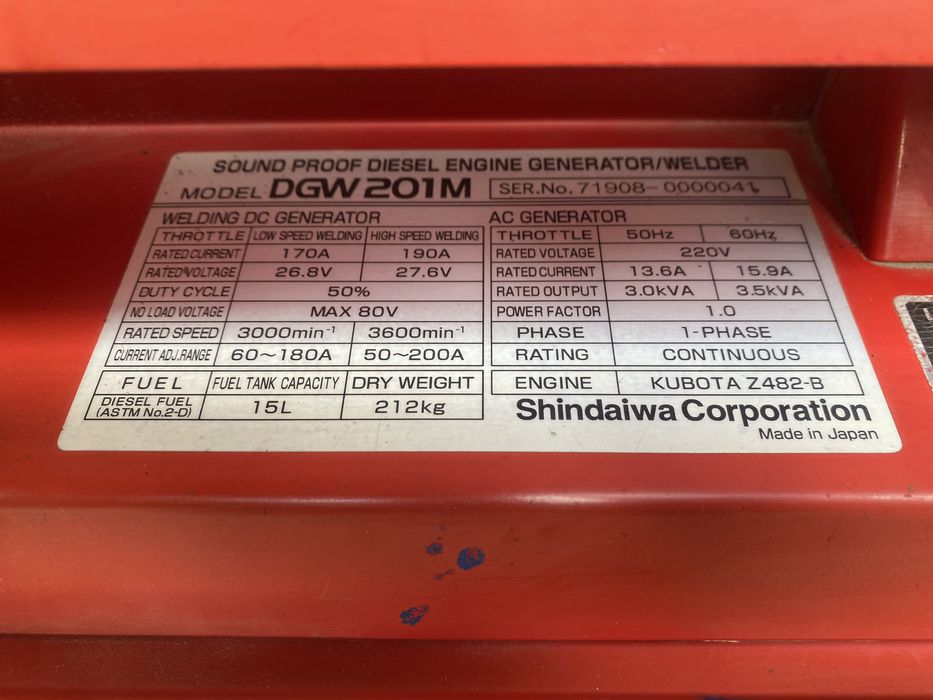 SOUND PROOF DIESEL ENGINE GENERATOR/WELDER
MODEL DGW201M SER.No. 71908-0000041
WELDING DC GENERATOR
THROTTLE LOW SPEED WELDING HIGH SPEED WELDING
RATED CURRENT 170A 190A
RATED VOLTAGE 26.8V 27.6V
DUTY CYCLE 50%
NO LOAD VOLTAGE MAX 80V
RATED SPEED 3000min-1 3600min-1
CURRENT ADJ.RANGE 60~180A 50~200A
FUEL FUEL TANK CAPACITY DRY WEIGHT
DIESEL FUEL (ASTM No.2-D) 15L 212kg
AC GENERATOR
THROTTLE 50Hz 60Hz
RATED VOLTAGE 220V
RATED CURRENT 13.6A 15.9A
RATED OUTPUT 3.0kVA 3.5kVA
POWER FACTOR 1.0
PHASE 1-PHASE
RATING CONTINUOUS
ENGINE KUBOTA Z482-B
Shindaiwa Corporation
Made in Japan